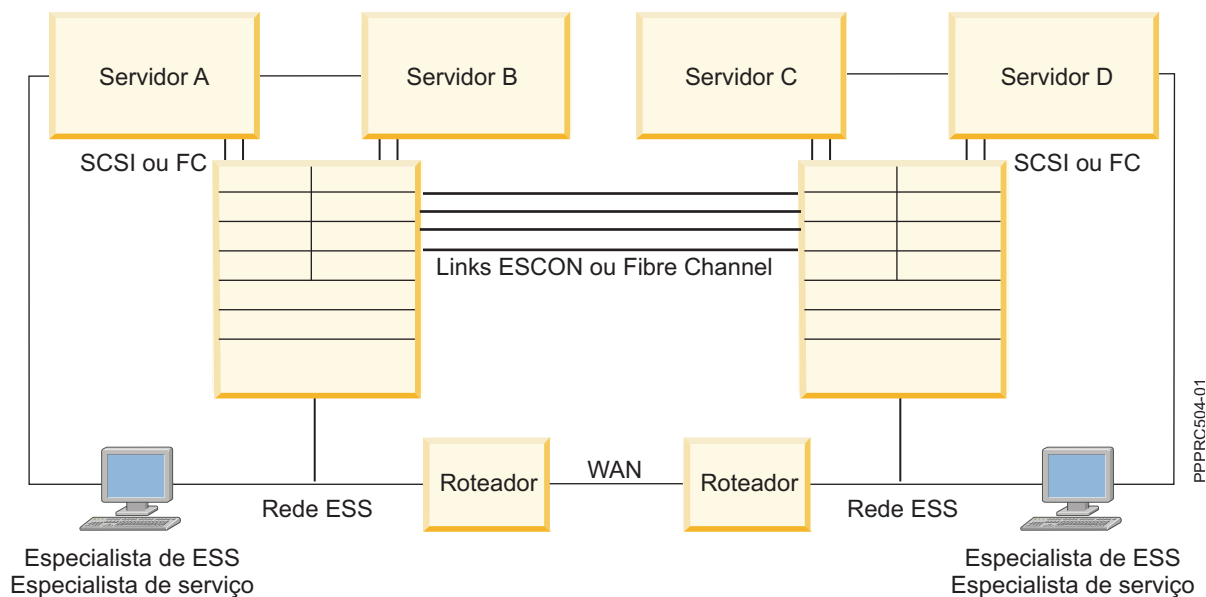 Servidor A
Servidor B
Servidor C
Servidor D
SCSI ou FC
SCSI ou FC
Links ESCON ou Fibre Channel
Roteador
WAN
Roteador
Rede ESS
Rede ESS
Especialista de ESS
Especialista de serviço
Especialista de ESS
Especialista de serviço
PPPRC504-01